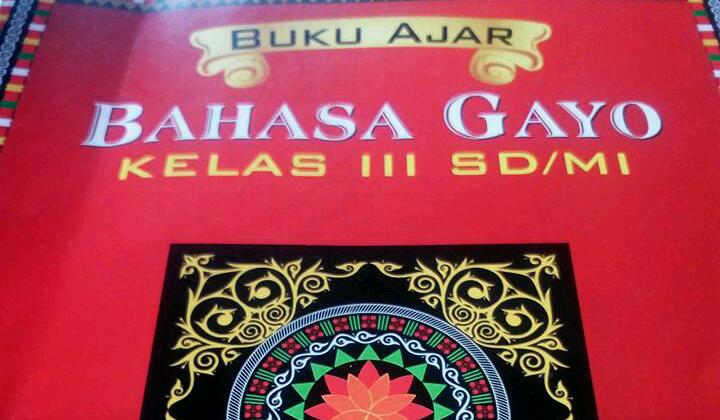 BUKU AJAR
BAHASA GAYO
KELAS III SD/MI